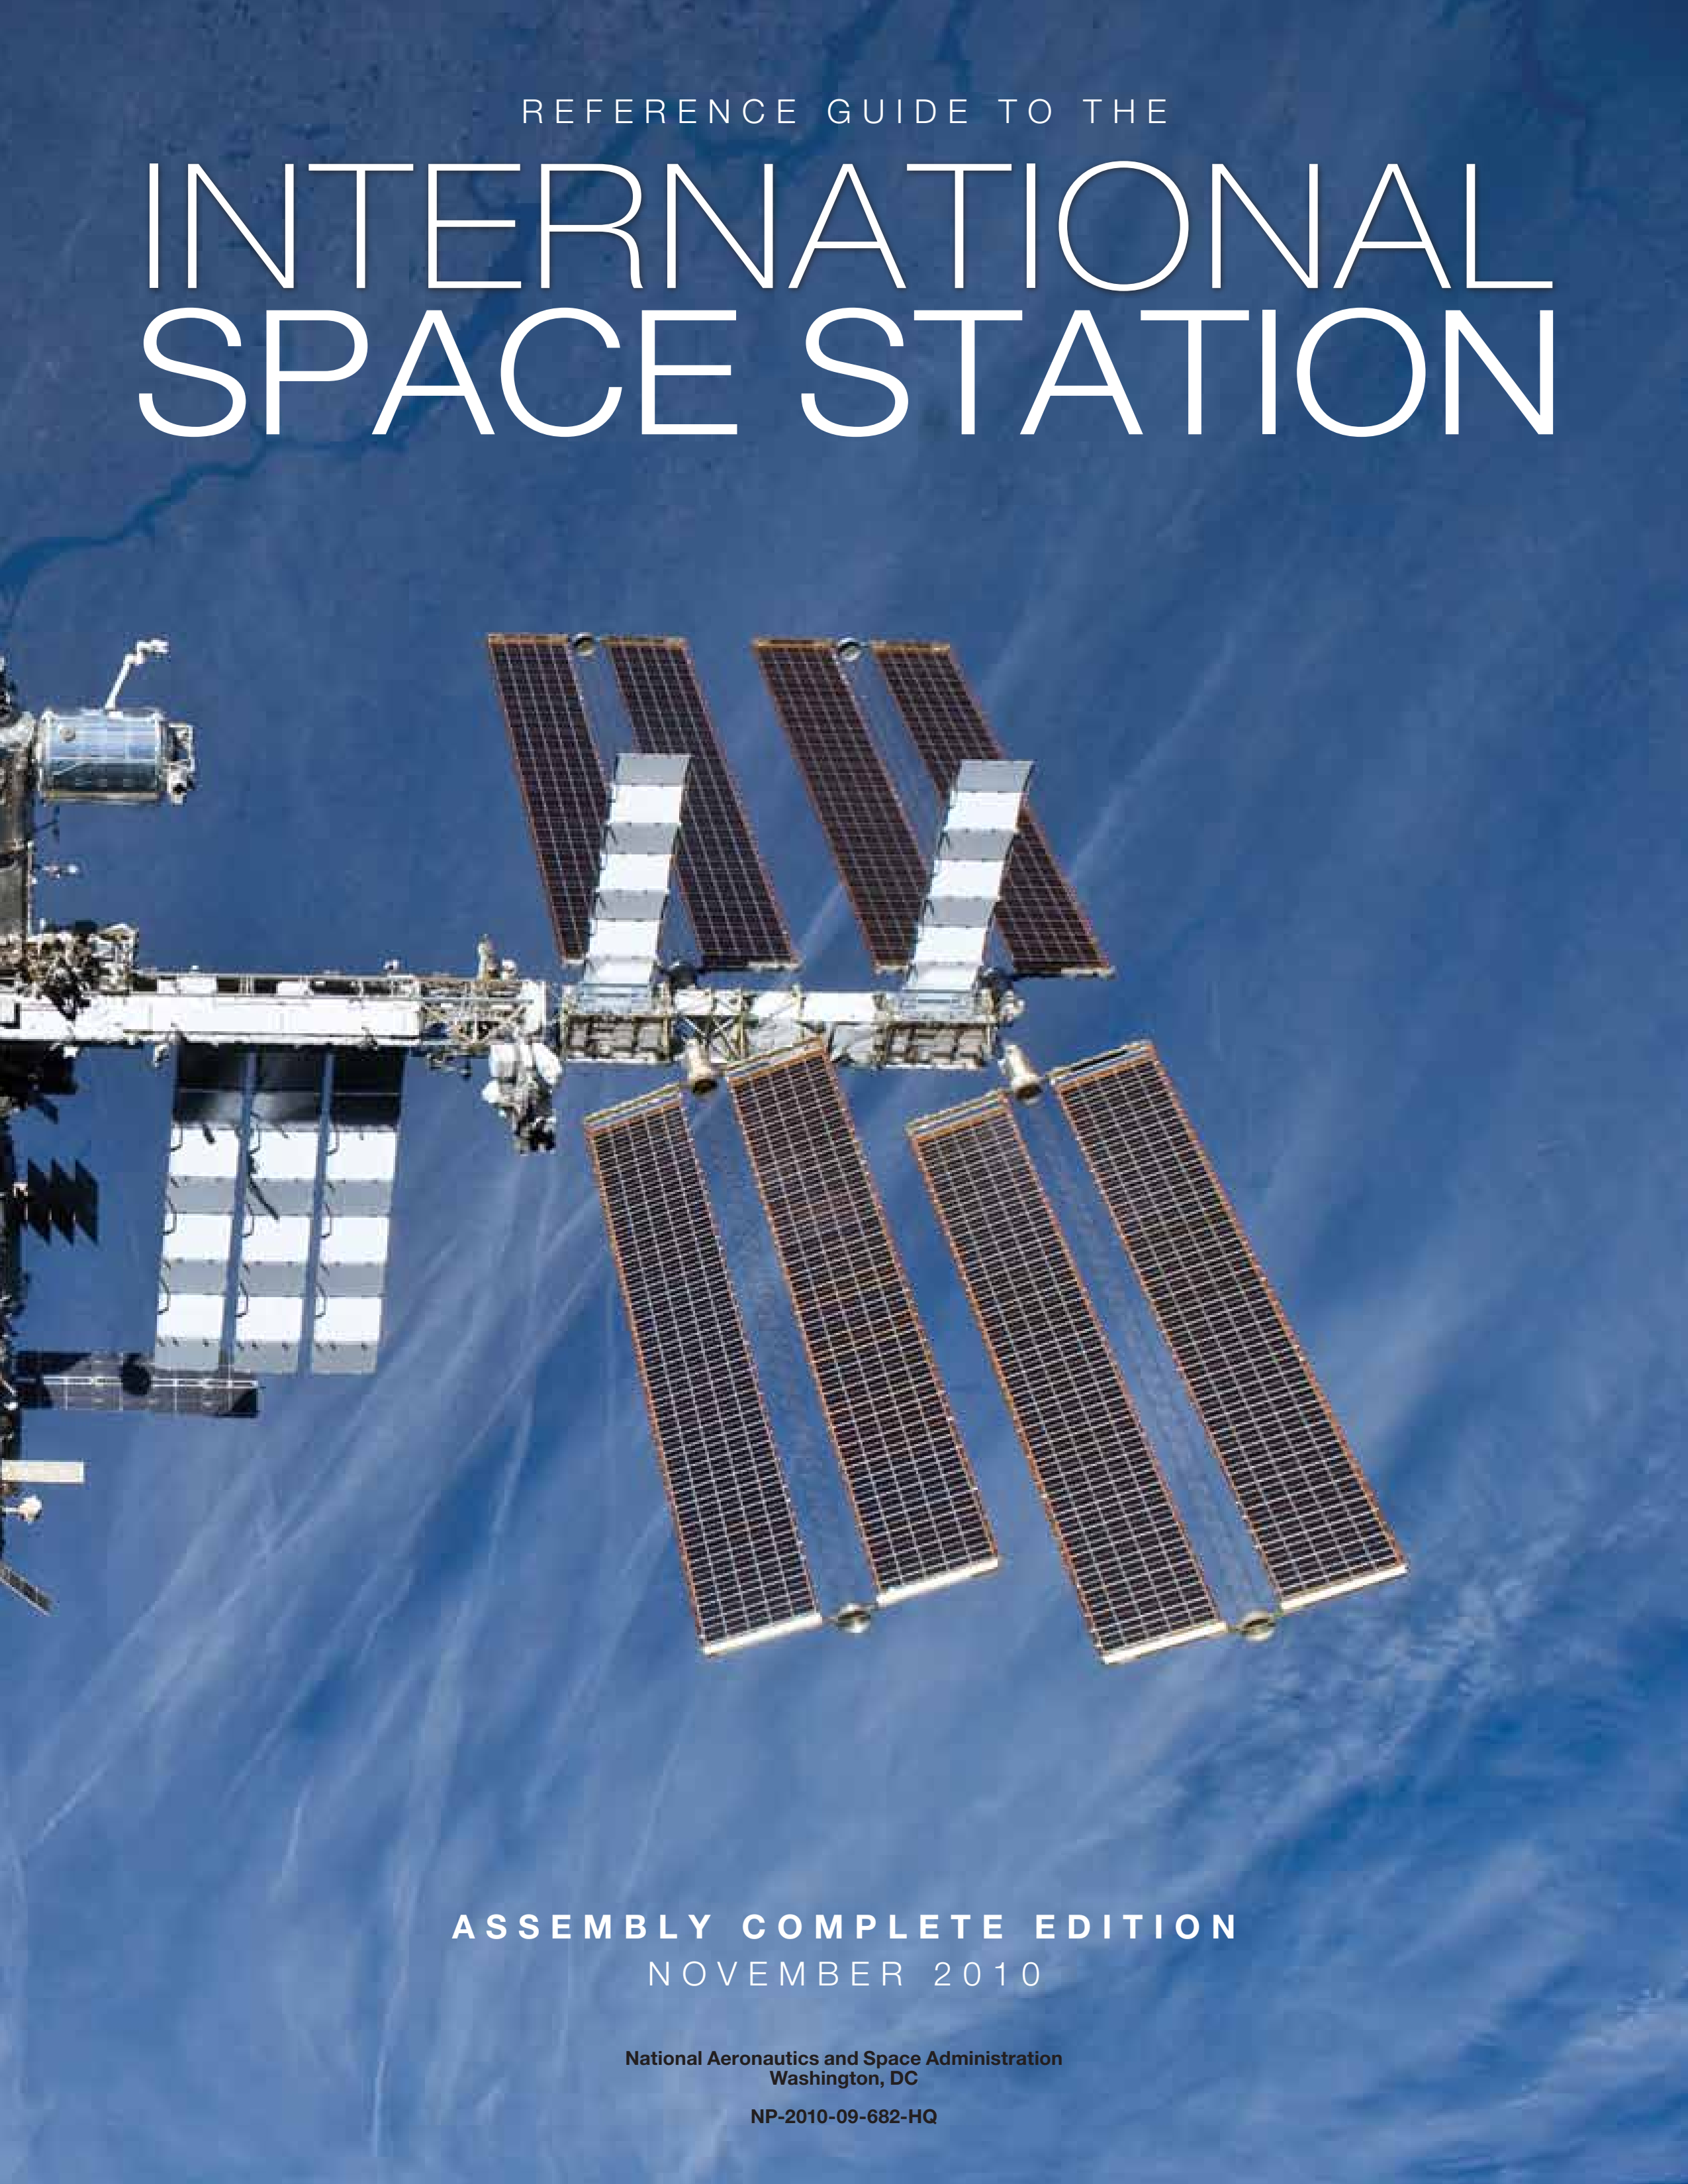 REFERENCE GUIDE TO THE
INTERNATIONAL
SPACE STATION
ASSEMBLY COMPLETE EDITION
NOVEMBER 2010
National Aeronautics and Space Administration
Washington, DC
NP-2010-09-682-HQ